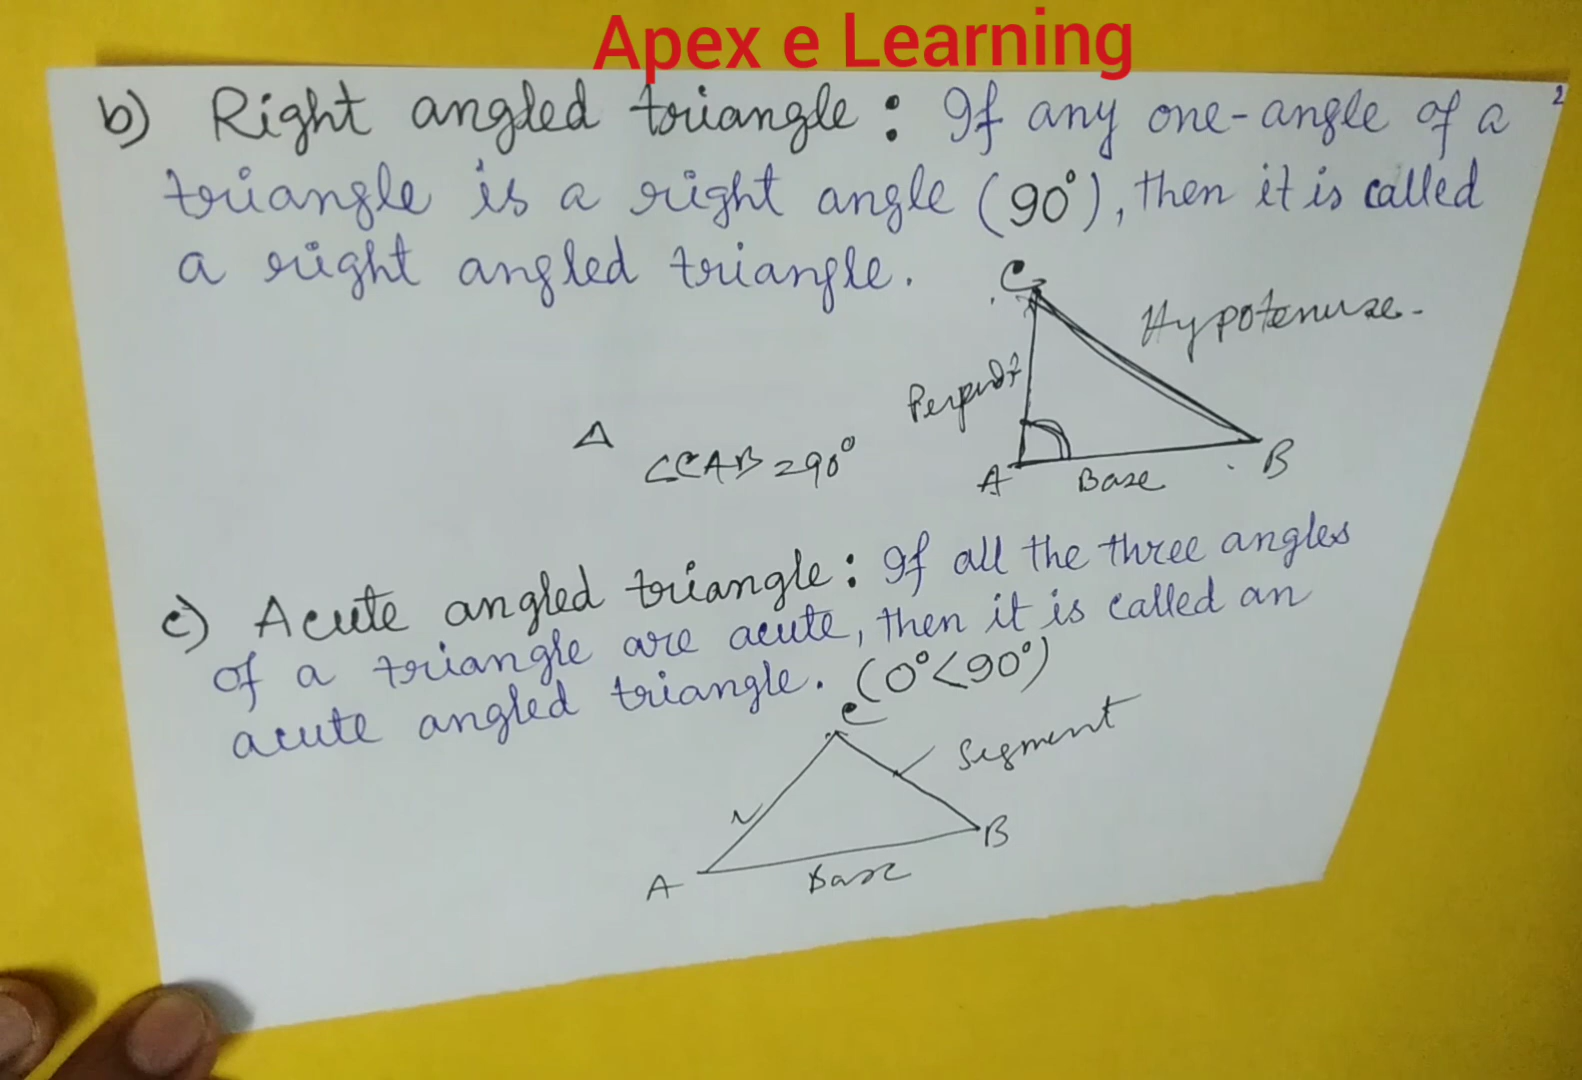 Apex e Learning
2
b) Right angled triangle : If any one-angle of a
triangle is a right angle (90°), then it is called
a right angled triangle.
C
Hypotenuse.
Δ ∠CAB = 90°
A Base B
c) Acute angled triangle : If all the three angles
of a triangle are acute, then it is called an
acute angled triangle. (0°<90°)
C
Segment
A Base B